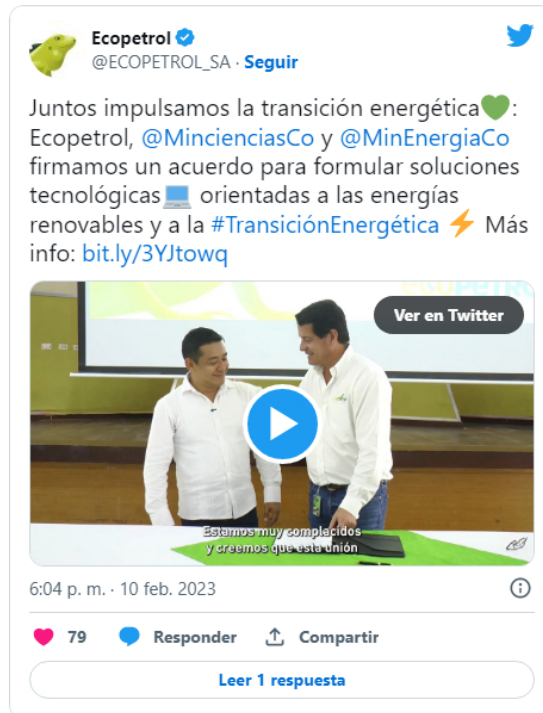 Ecopetrol
@ECOPETROL_SA · Seguir
Juntos impulsamos la transición energética💚:
Ecopetrol, @MincienciasCo y @MinEnergiaCo
firmamos un acuerdo para formular soluciones
tecnológicas💻 orientadas a las energías
renovables y a la #TransiciónEnergética ⚡ Más
info: bit.ly/3YJtowq
ECOPETROL
Ver en Twitter
Estamos muy complacidos
y creemos que esta unión
6:04 p. m. · 10 feb. 2023
79 Responder Compartir
Leer 1 respuesta